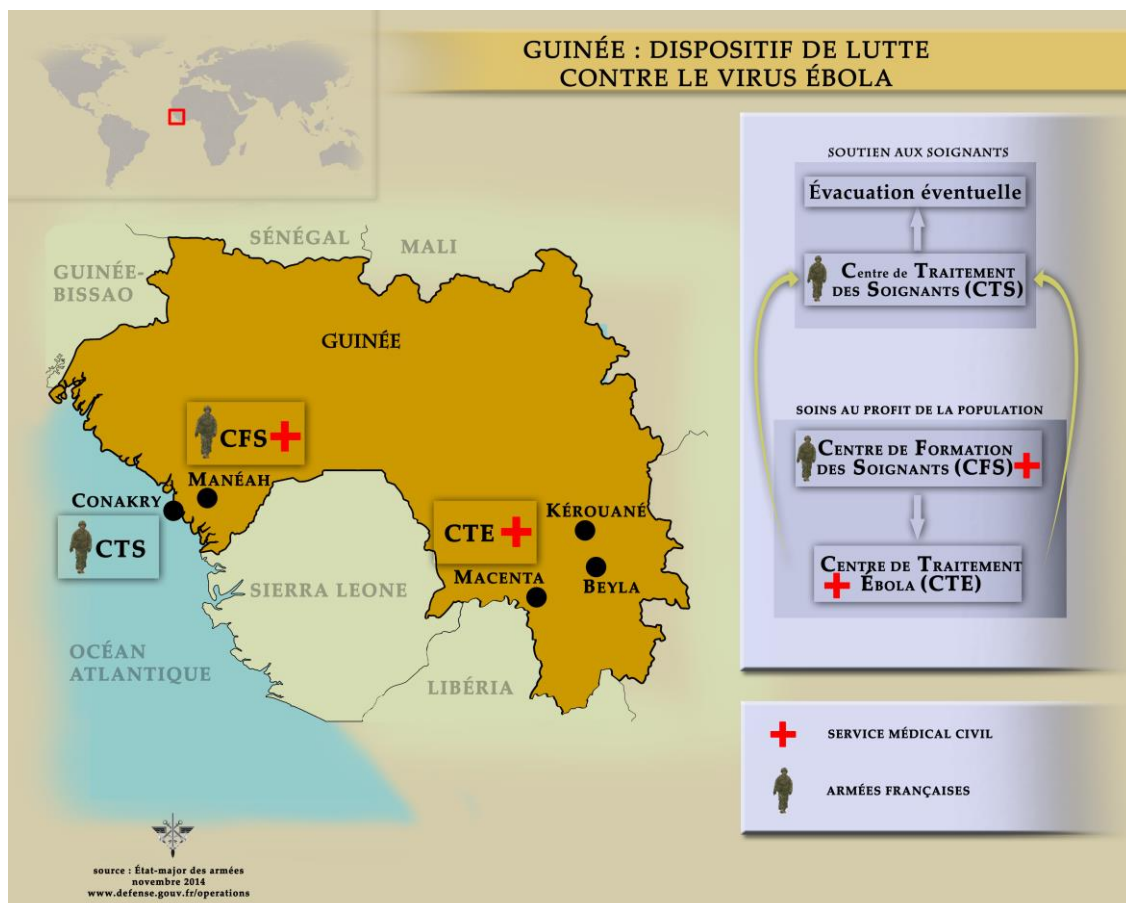 GUINÉE : DISPOSITIF DE LUTTE
CONTRE LE VIRUS ÉBOLA
SOUTIEN AUX SOIGNANTS
Évacuation éventuelle
CENTRE DE TRAITEMENT
DES SOIGNANTS (CTS)
SOINS AU PROFIT DE LA POPULATION
CENTRE DE FORMATION
DES SOIGNANTS (CFS)
CENTRE DE TRAITEMENT
ÉBOLA (CTE)
SERVICE MÉDICAL CIVIL
ARMÉES FRANÇAISES
SÉNÉGAL
MALI
GUINÉE-
BISSAO
GUINÉE
CFS
MANÉAH
CONAKRY
CTS
CTE
KÉROUANÉ
MACENTA
BEYLA
SIERRA LEONE
OCÉAN
ATLANTIQUE
LIBÉRIA
source : État-major des armées
novembre 2014
www.defense.gouv.fr/operations